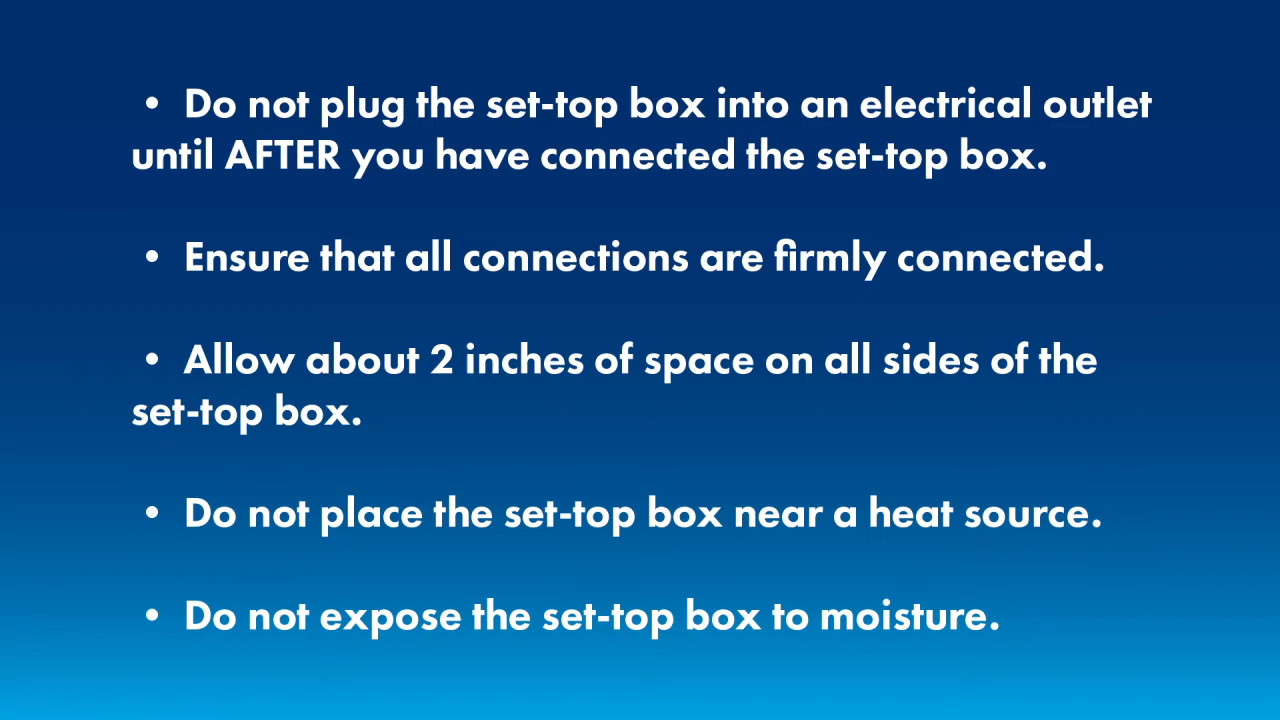 • Do not plug the set-top box into an electrical outlet
until AFTER you have connected the set-top box.
• Ensure that all connections are firmly connected.
• Allow about 2 inches of space on all sides of the
set-top box.
• Do not place the set-top box near a heat source.
• Do not expose the set-top box to moisture.